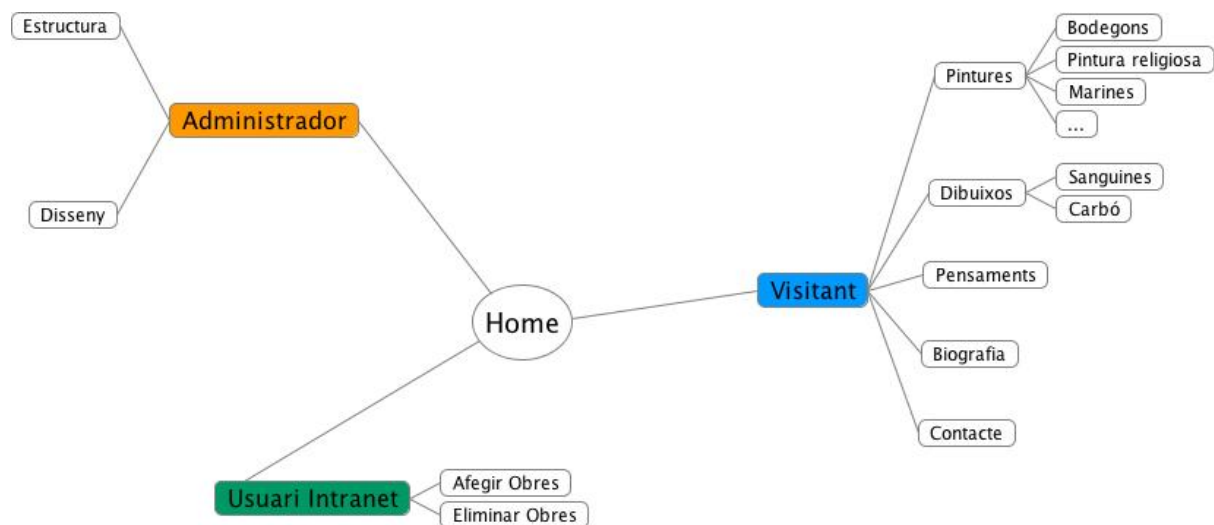 Estructura
Administrador
Disseny
Home
Usuari Intranet
Afegir Obres
Eliminar Obres
Visitant
Pintures
Bodegons
Pintura religiosa
Marines
...
Dibuixos
Sanguines
Carbó
Pensaments
Biografia
Contacte